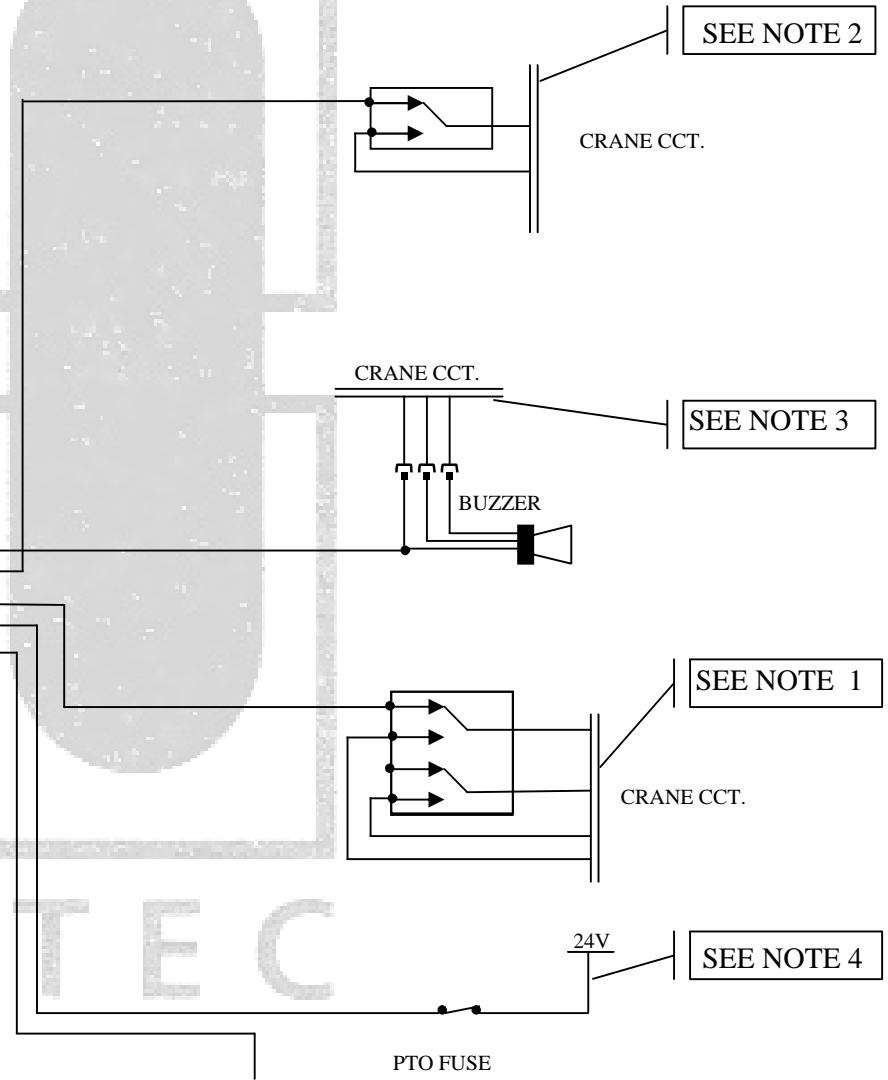 SEE NOTE 2
CRANE CCT.
CRANE CCT.
SEE NOTE 3
BUZZER
SEE NOTE 1
CRANE CCT.
T E C
24V
SEE NOTE 4
PTO FUSE